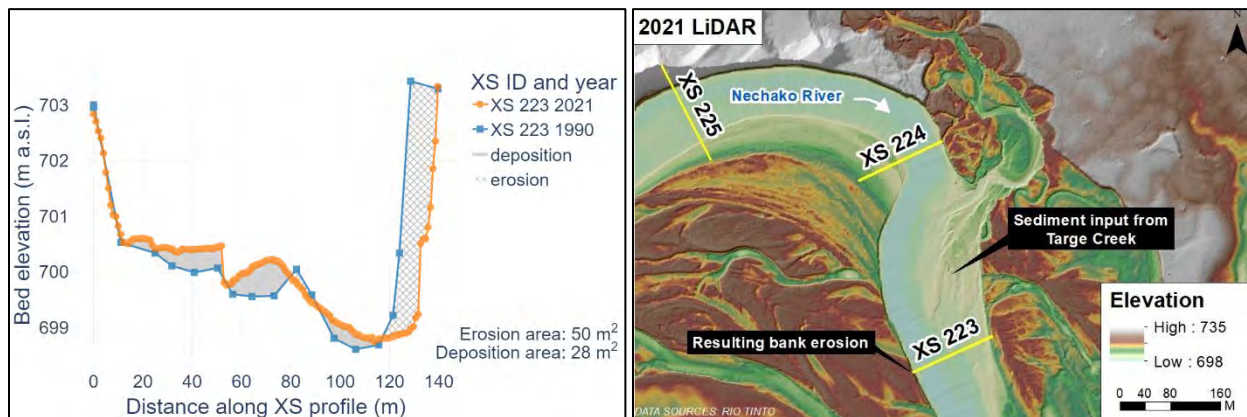 XS ID and year
XS 223 2021
XS 223 1990
deposition
erosion
703
702
701
700
699
Bed elevation (m a.s.l.)
Erosion area: 50 m²
Deposition area: 28 m²
0 20 40 60 80 100 120 140
Distance along XS profile (m)
2021 LiDAR
N
XS 225
Nechako River
XS 224
Sediment input from
Targe Creek
Resulting bank erosion
XS 223
Elevation
High : 735
Low : 698
0 40 80 160
M
DATA SOURCES: RIO TINTO